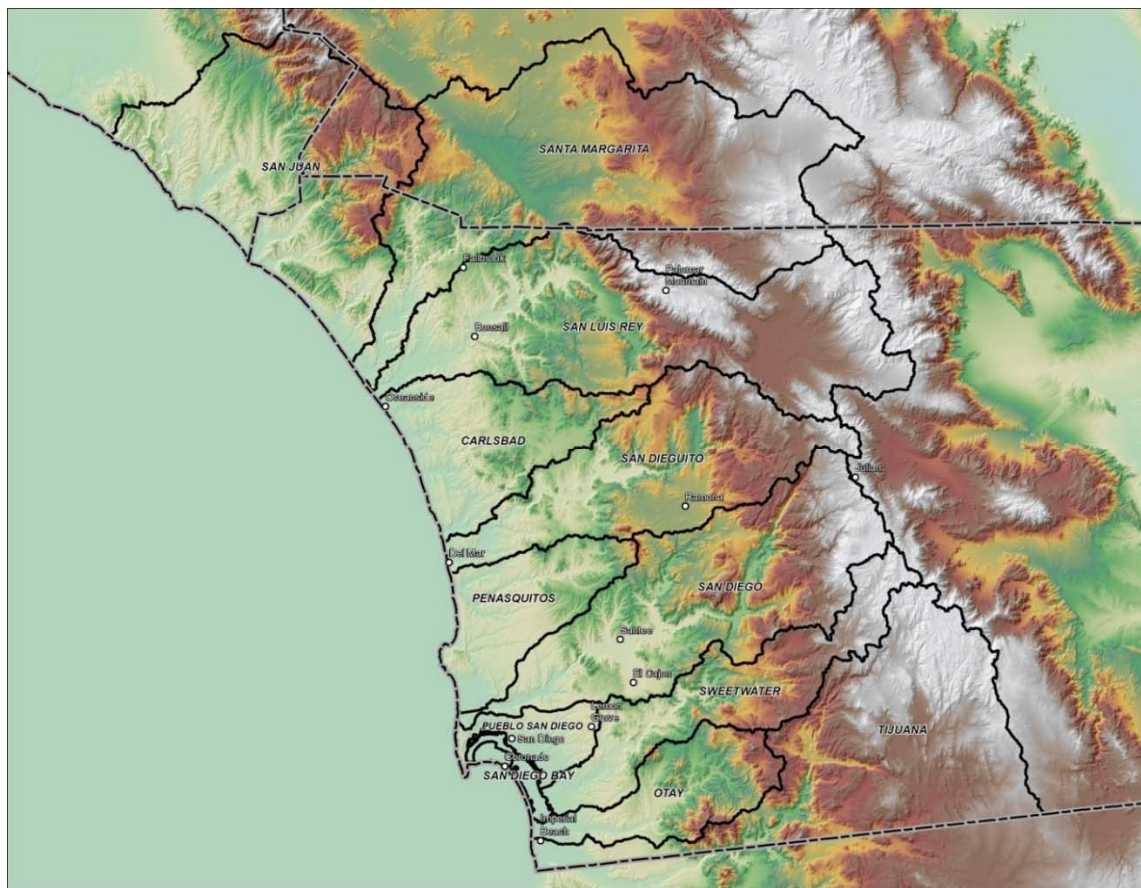 SANTA MARGARITA
SAN JUAN
Fallbrook
Palomar
Mountain
Bonsall
SAN LUIS REY
Oceanside
CARLSBAD
SAN DIEGUITO
Julian
Ramona
Del Mar
SAN DIEGO
PENASQUITOS
Santee
El Cajon
SWEETWATER
Lemon
Grove
PUEBLO SAN DIEGO
San Diego
TIJUANA
Coronado
SAN DIEGO BAY
OTAY
Imperial
Beach